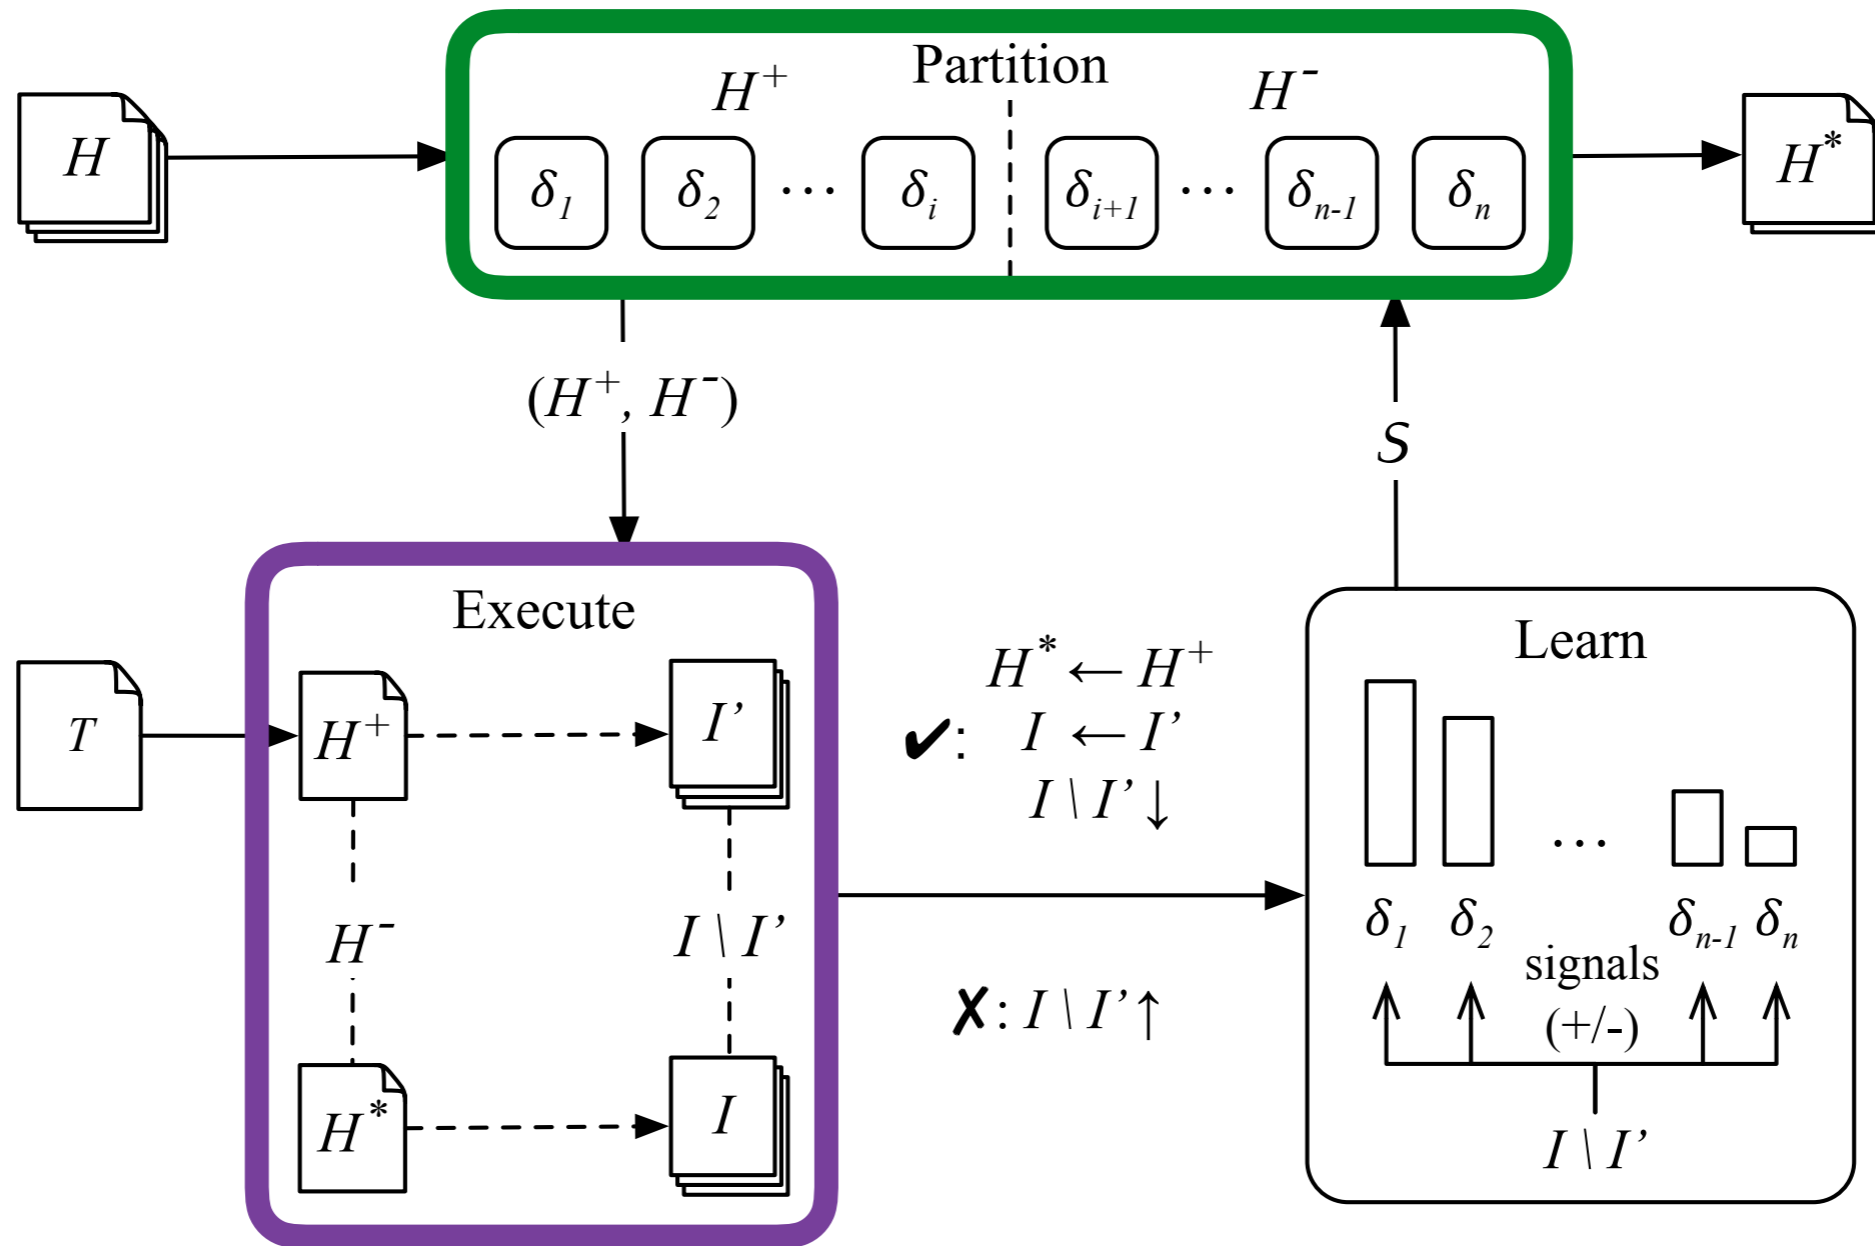 Partition
H⁺ H⁻
H
δ₁ δ₂ ··· δᵢ δᵢ₊₁ ··· δₙ₋₁ δₙ
H*
(H⁺, H⁻)
S
Execute
T
H⁺ I’
H⁻ I \ I’
H* I
H* ← H⁺
✔: I ← I’
I \ I’ ↓
✘: I \ I’ ↑
Learn
...
δ₁ δ₂ δₙ₋₁ δₙ
signals
(+/-)
I \ I’